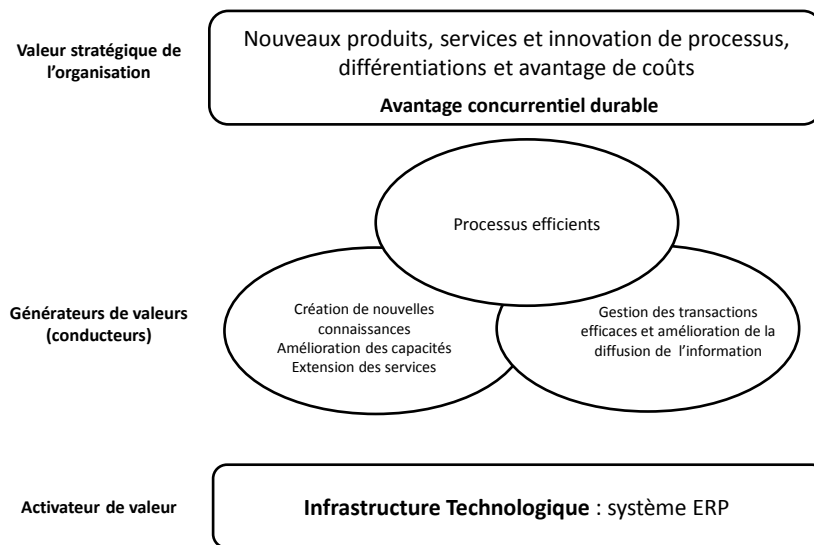 Valeur stratégique de
l’organisation
Nouveaux produits, services et innovation de processus,
différentiations et avantage de coûts
Avantage concurrentiel durable
Processus efficients
Générateurs de valeurs
(conducteurs)
Création de nouvelles
connaissances
Amélioration des capacités
Extension des services
Gestion des transactions
efficaces et amélioration de la
diffusion de l’information
Activateur de valeur
Infrastructure Technologique : système ERP